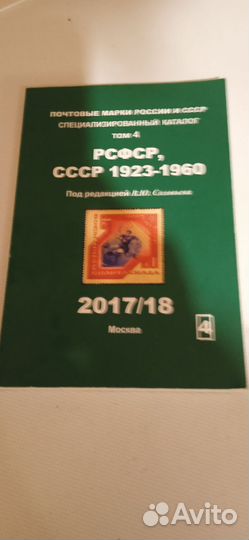 ПОЧТОВЫЕ МАРКИ РОССИИ И СССР
СПЕЦИАЛИЗИРОВАННЫЙ КАТАЛОГ
том 4
РСФСР,
СССР 1923-1960
Под редакцией В.Ю. Соловьева
2017/18
Москва
4
Avito